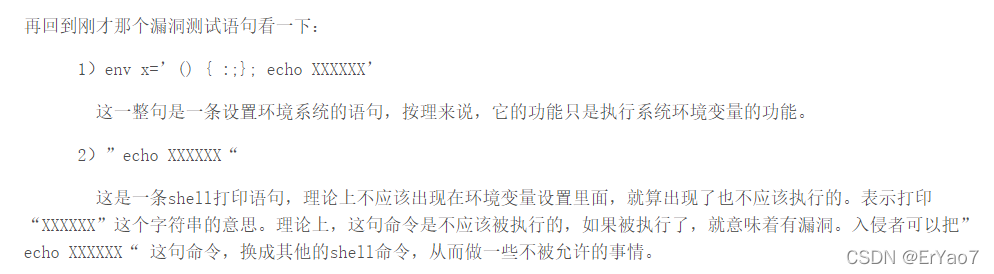 再回到刚才那个漏洞测试语句看一下：
1）env x=' () { :;}; echo XXXXXX'
这一整句是一条设置环境系统的语句，按理来说，它的功能只是执行系统环境变量的功能。
2）”echo XXXXXX“
这是一条shell打印语句，理论上不应该出现在环境变量设置里面，就算出现了也不应该执行的。表示打印
“XXXXXX”这个字符串的意思。理论上，这句命令是不应该被执行的，如果被执行了，就意味着有漏洞。入侵者可以把”
echo XXXXXX“ 这句命令，换成其他的shell命令，从而做一些不被允许的事情。
CSDN @ErYao7